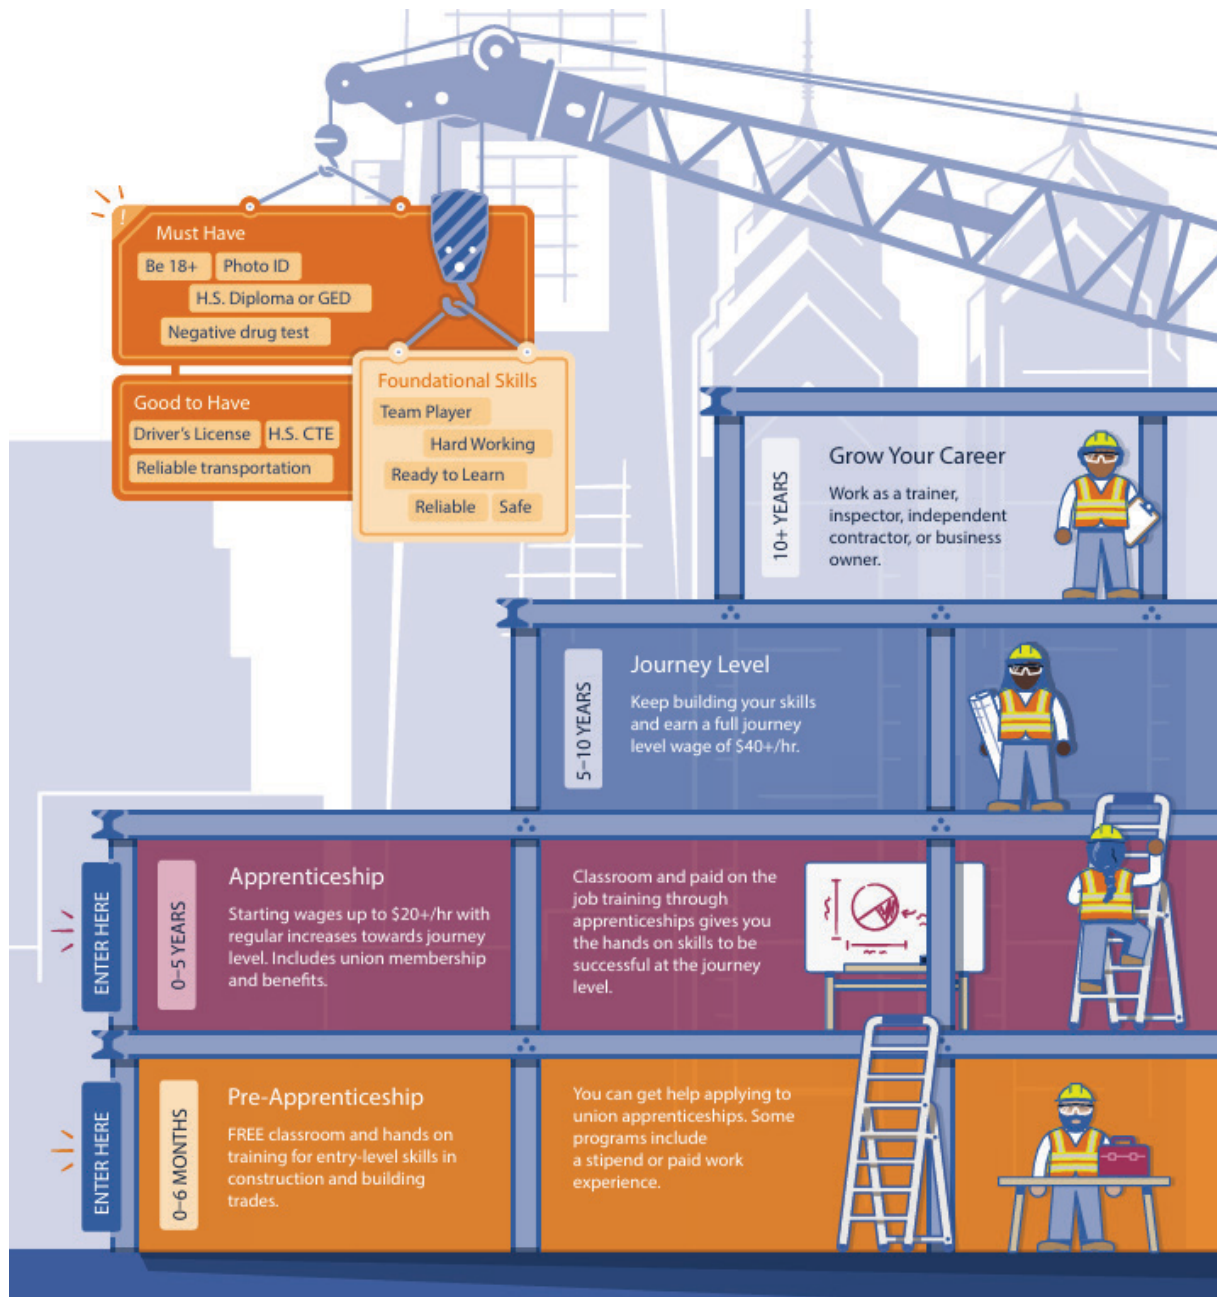 !
Must Have
Be 18+
Photo ID
H.S. Diploma or GED
Negative drug test
Good to Have
Driver's License
H.S. CTE
Reliable transportation
Foundational Skills
Team Player
Hard Working
Ready to Learn
Reliable
Safe
10+ YEARS
Grow Your Career
Work as a trainer,
inspector, independent
contractor, or business
owner.
5–10 YEARS
Journey Level
Keep building your skills
and earn a full journey
level wage of $40+/hr.
ENTER HERE
0–5 YEARS
Apprenticeship
Starting wages up to $20+/hr with
regular increases towards journey
level. Includes union membership
and benefits.
Classroom and paid on the
job training through
apprenticeships gives you
the hands on skills to be
successful at the journey
level.
ENTER HERE
0–6 MONTHS
Pre-Apprenticeship
FREE classroom and hands on
training for entry-level skills in
construction and building
trades.
You can get help applying to
union apprenticeships. Some
programs include
a stipend or paid work
experience.